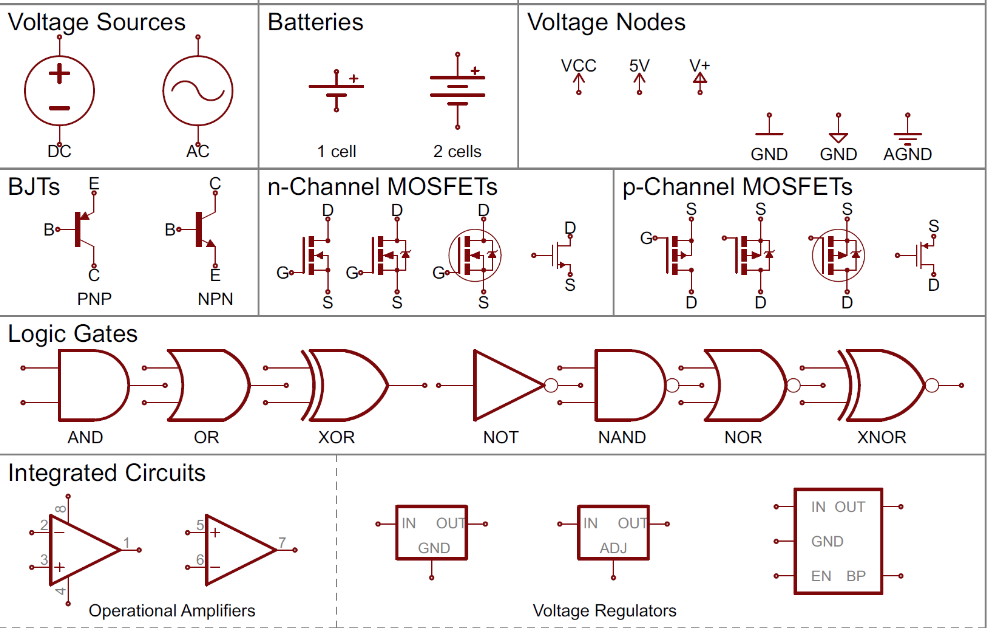 Voltage Sources
DC
AC
Batteries
+
1 cell
+
2 cells
Voltage Nodes
VCC
5V
V+
GND
GND
AGND
BJTs
E
B
C
PNP
C
B
E
NPN
n-Channel MOSFETs
D
G
S
D
G
S
D
G
S
D
S
p-Channel MOSFETs
S
G
D
S
D
S
D
S
D
Logic Gates
AND
OR
XOR
NOT
NAND
NOR
XNOR
Integrated Circuits
8
2
−
1
3
+
4
5
+
7
6
−
Operational Amplifiers
IN OUT
GND
IN OUT
ADJ
IN OUT
GND
EN BP
Voltage Regulators